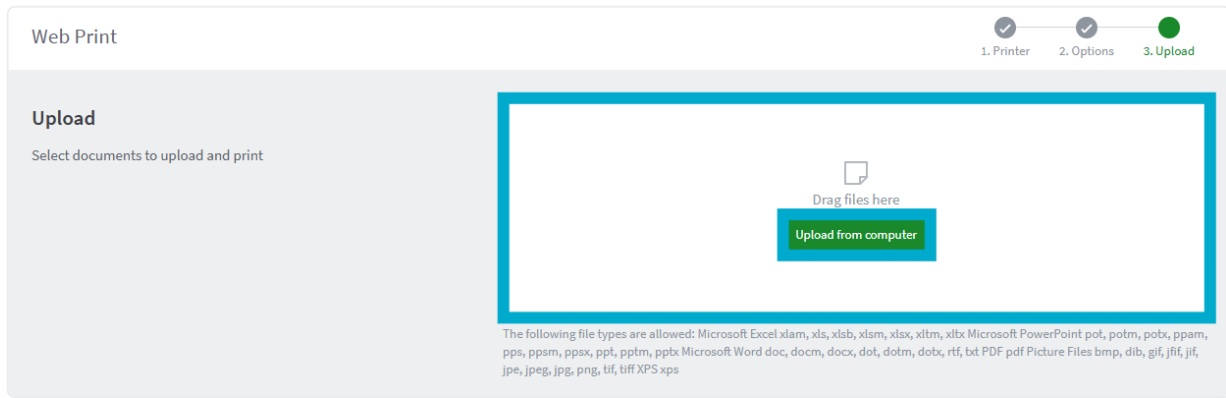 Web Print
1. Printer
2. Options
3. Upload
Upload
Select documents to upload and print
Drag files here
Upload from computer
The following file types are allowed: Microsoft Excel xlam, xls, xlsb, xlsm, xlsx, xltm, xltx Microsoft PowerPoint pot, potm, potx, ppam,
pps, ppsm, ppsx, ppt, pptm, pptx Microsoft Word doc, docm, docx, dot, dotm, dotx, rtf, txt PDF pdf Picture Files bmp, dib, gif, jfif, jif,
jpe, jpeg, jpg, png, tif, tiff XPS xps